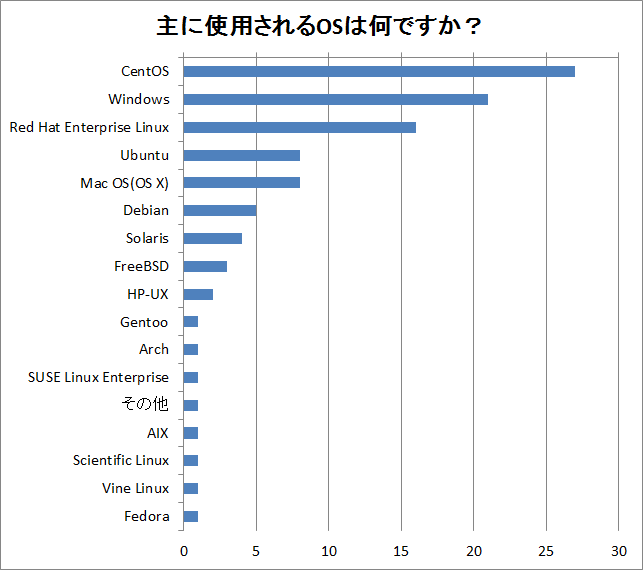 主に使用されるOSは何ですか？
CentOS
Windows
Red Hat Enterprise Linux
Ubuntu
Mac OS(OS X)
Debian
Solaris
FreeBSD
HP-UX
Gentoo
Arch
SUSE Linux Enterprise
その他
AIX
Scientific Linux
Vine Linux
Fedora
0 5 10 15 20 25 30